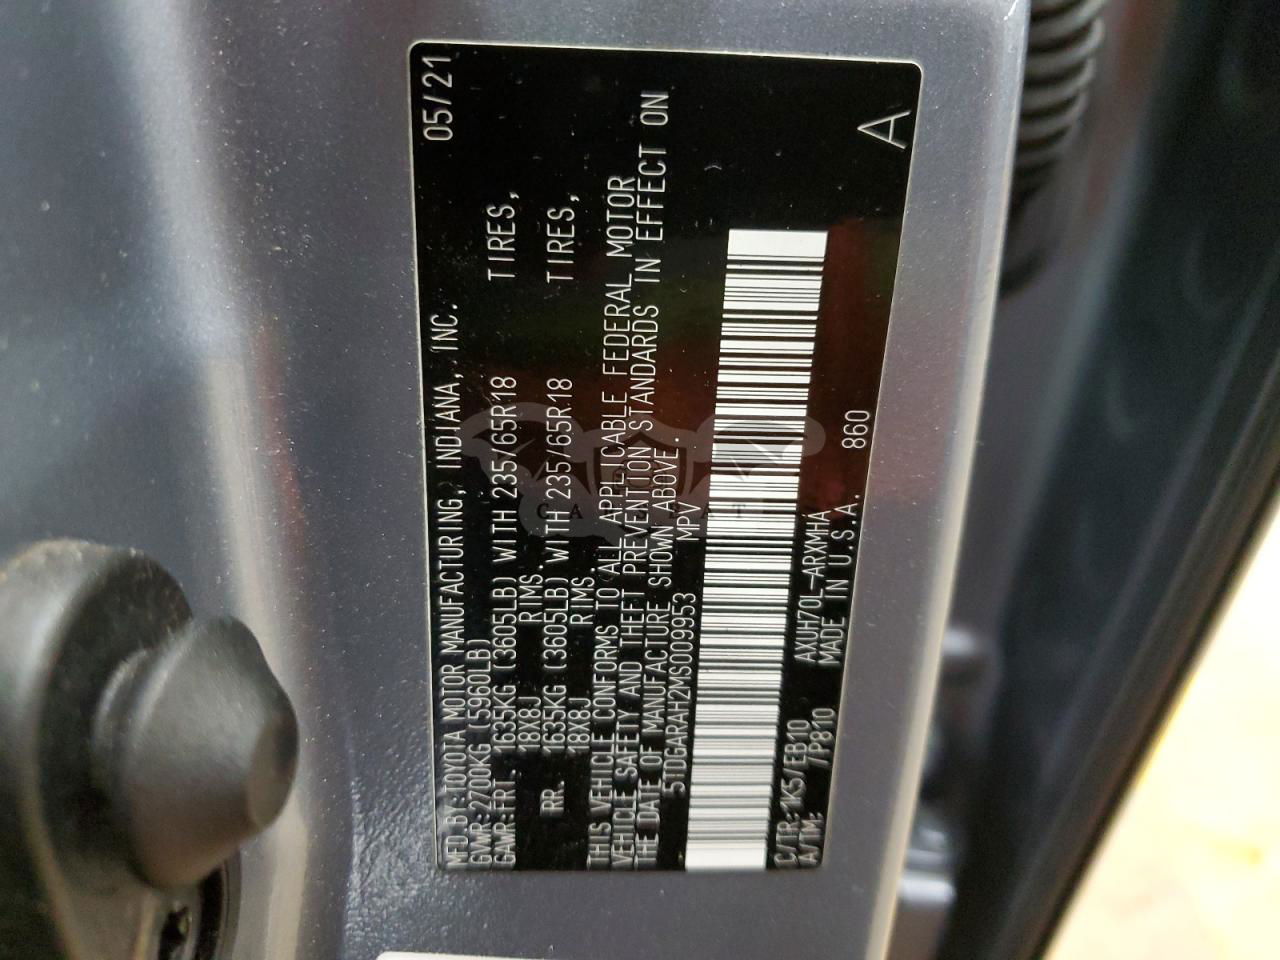 MFD.BY:TOYOTA MOTOR MANUFACTURING, INDIANA, INC. 05/21
GVWR:2700KG (5960LB)
GAWR:FRT. 1635KG (3605LB) WITH 235/65R18 TIRES,
18X8J RIMS.
RR. 1635KG (3605LB) WITH 235/65R18 TIRES,
18X8J RIMS
THIS VEHICLE CONFORMS TO ALL APPLICABLE FEDERAL MOTOR
VEHICLE SAFETY AND THEFT PREVENTION STANDARDS IN EFFECT ON
THE DATE OF MANUFACTURE SHOWN ABOVE.
5TDGARAH2MS009953 MPV
C/TR:1K5/EB10 AXUH70L-ARXMHA
A/TM: /P810 MADE IN U.S.A. 860
A